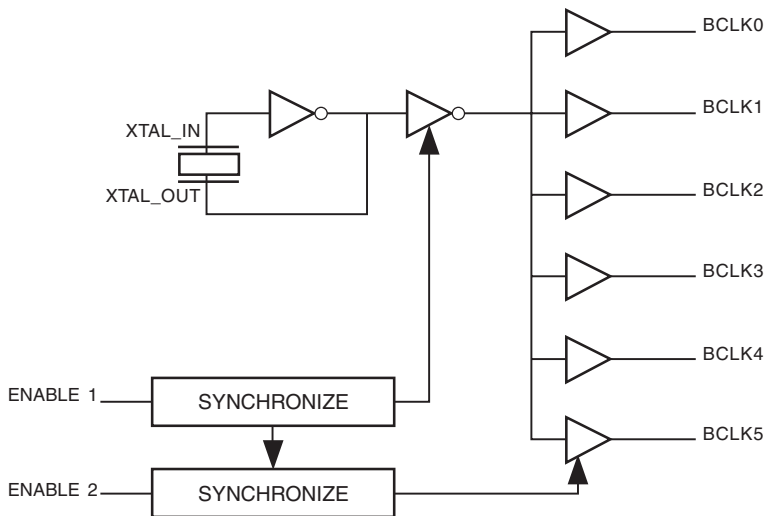 BCLK0
BCLK1
XTAL_IN
XTAL_OUT
BCLK2
BCLK3
BCLK4
ENABLE 1
SYNCHRONIZE
BCLK5
ENABLE 2
SYNCHRONIZE